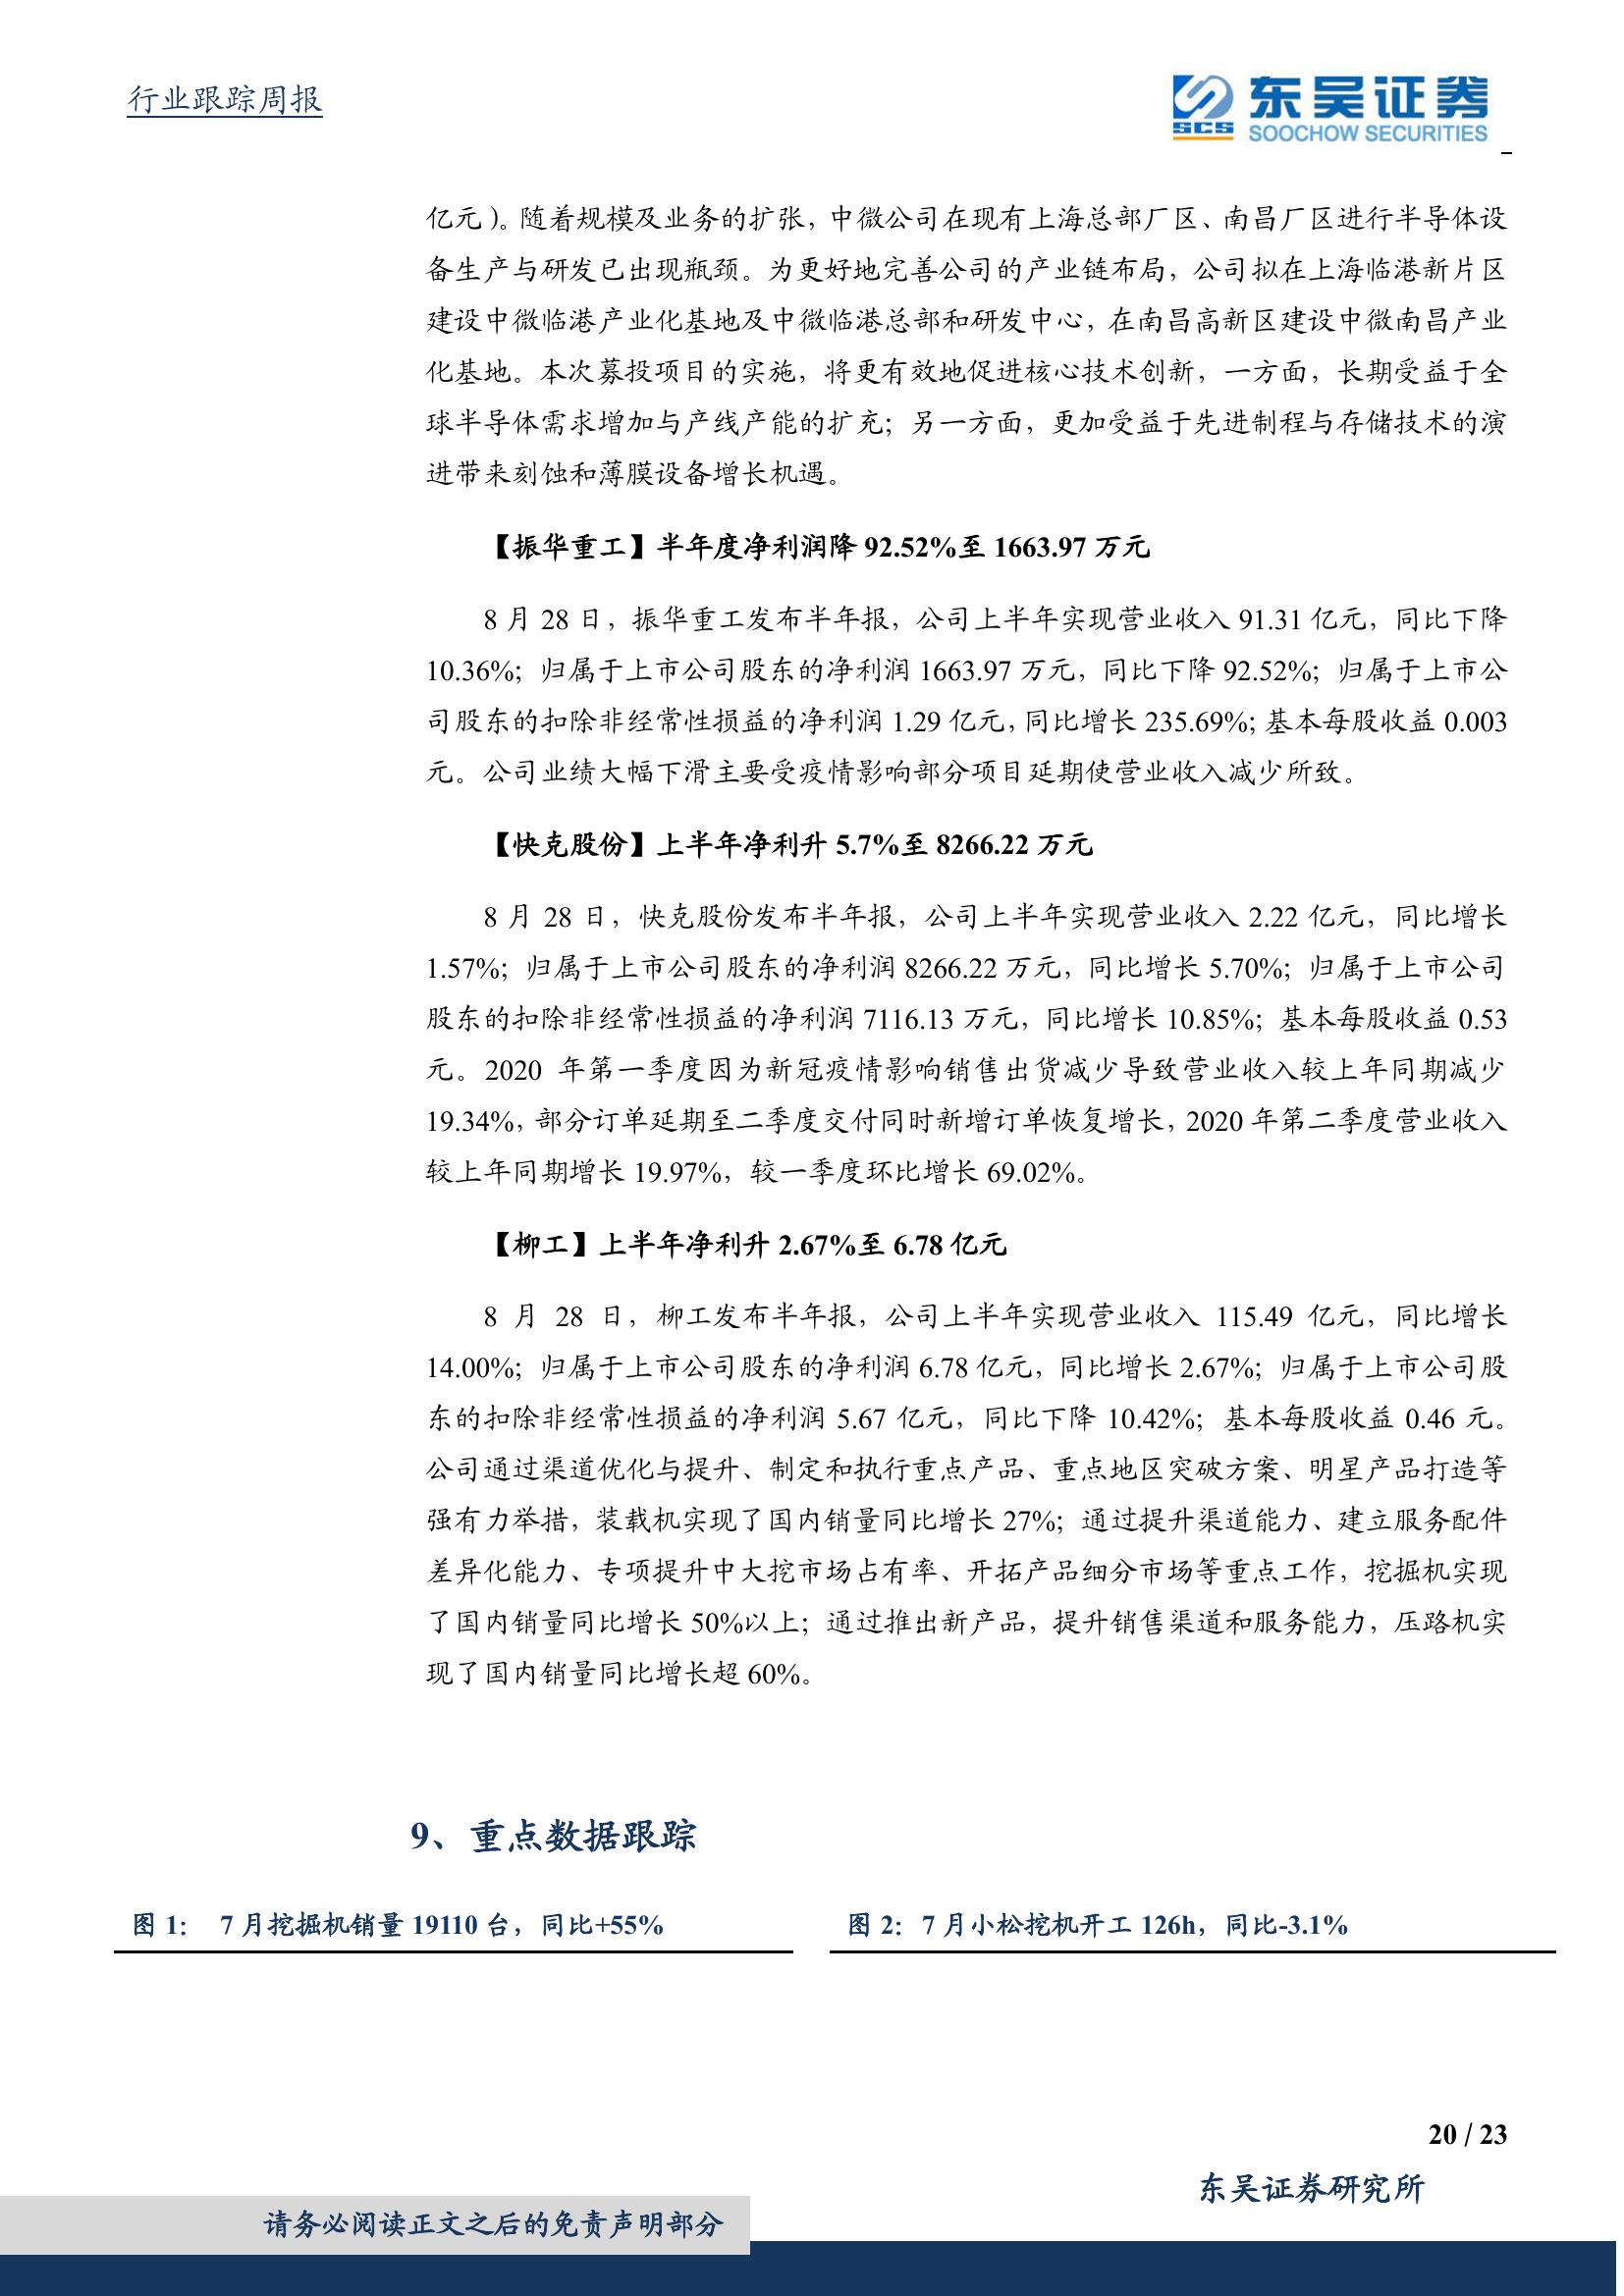 行业跟踪周报
东吴证券
SCS
SOOCHOW SECURITIES
亿元)。随着规模及业务的扩张，中微公司在现有上海总部厂区、南昌厂区进行半导体设
备生产与研发已出现瓶颈。为更好地完善公司的产业链布局，公司拟在上海临港新片区
建设中微临港产业化基地及中微临港总部和研发中心，在南昌高新区建设中微南昌产业
化基地。本次募投项目的实施，将更有效地促进核心技术创新，一方面，长期受益于全
球半导体需求增加与产线产能的扩充；另一方面，更加受益于先进制程与存储技术的演
进带来刻蚀和薄膜设备增长机遇。
【振华重工】半年度净利润降 92.52%至 1663.97 万元
8 月 28 日，振华重工发布半年报，公司上半年实现营业收入 91.31 亿元，同比下降
10.36%；归属于上市公司股东的净利润 1663.97 万元，同比下降 92.52%；归属于上市公
司股东的扣除非经常性损益的净利润 1.29 亿元，同比增长 235.69%；基本每股收益 0.003
元。公司业绩大幅下滑主要受疫情影响部分项目延期使营业收入减少所致。
【快克股份】上半年净利升 5.7%至 8266.22 万元
8 月 28 日，快克股份发布半年报，公司上半年实现营业收入 2.22 亿元，同比增长
1.57%；归属于上市公司股东的净利润 8266.22 万元，同比增长 5.70%；归属于上市公司
股东的扣除非经常性损益的净利润 7116.13 万元，同比增长 10.85%；基本每股收益 0.53
元。2020 年第一季度因为新冠疫情影响销售出货减少导致营业收入较上年同期减少
19.34%，部分订单延期至二季度交付同时新增订单恢复增长，2020 年第二季度营业收入
较上年同期增长 19.97%，较一季度环比增长 69.02%。
【柳工】上半年净利升 2.67%至 6.78 亿元
8 月 28 日，柳工发布半年报，公司上半年实现营业收入 115.49 亿元，同比增长
14.00%；归属于上市公司股东的净利润 6.78 亿元，同比增长 2.67%；归属于上市公司股
东的扣除非经常性损益的净利润 5.67 亿元，同比下降 10.42%；基本每股收益 0.46 元。
公司通过渠道优化与提升、制定和执行重点产品、重点地区突破方案、明星产品打造等
强有力举措，装载机实现了国内销量同比增长 27%；通过提升渠道能力、建立服务配件
差异化能力、专项提升中大挖市场占有率、开拓产品细分市场等重点工作，挖掘机实现
了国内销量同比增长 50%以上；通过推出新产品，提升销售渠道和服务能力，压路机实
现了国内销量同比增长超 60%。
9、重点数据跟踪
图 1： 7 月挖掘机销量 19110 台，同比+55%
图 2：7 月小松挖机开工 126h，同比-3.1%
20 / 23
东吴证券研究所
请务必阅读正文之后的免责声明部分